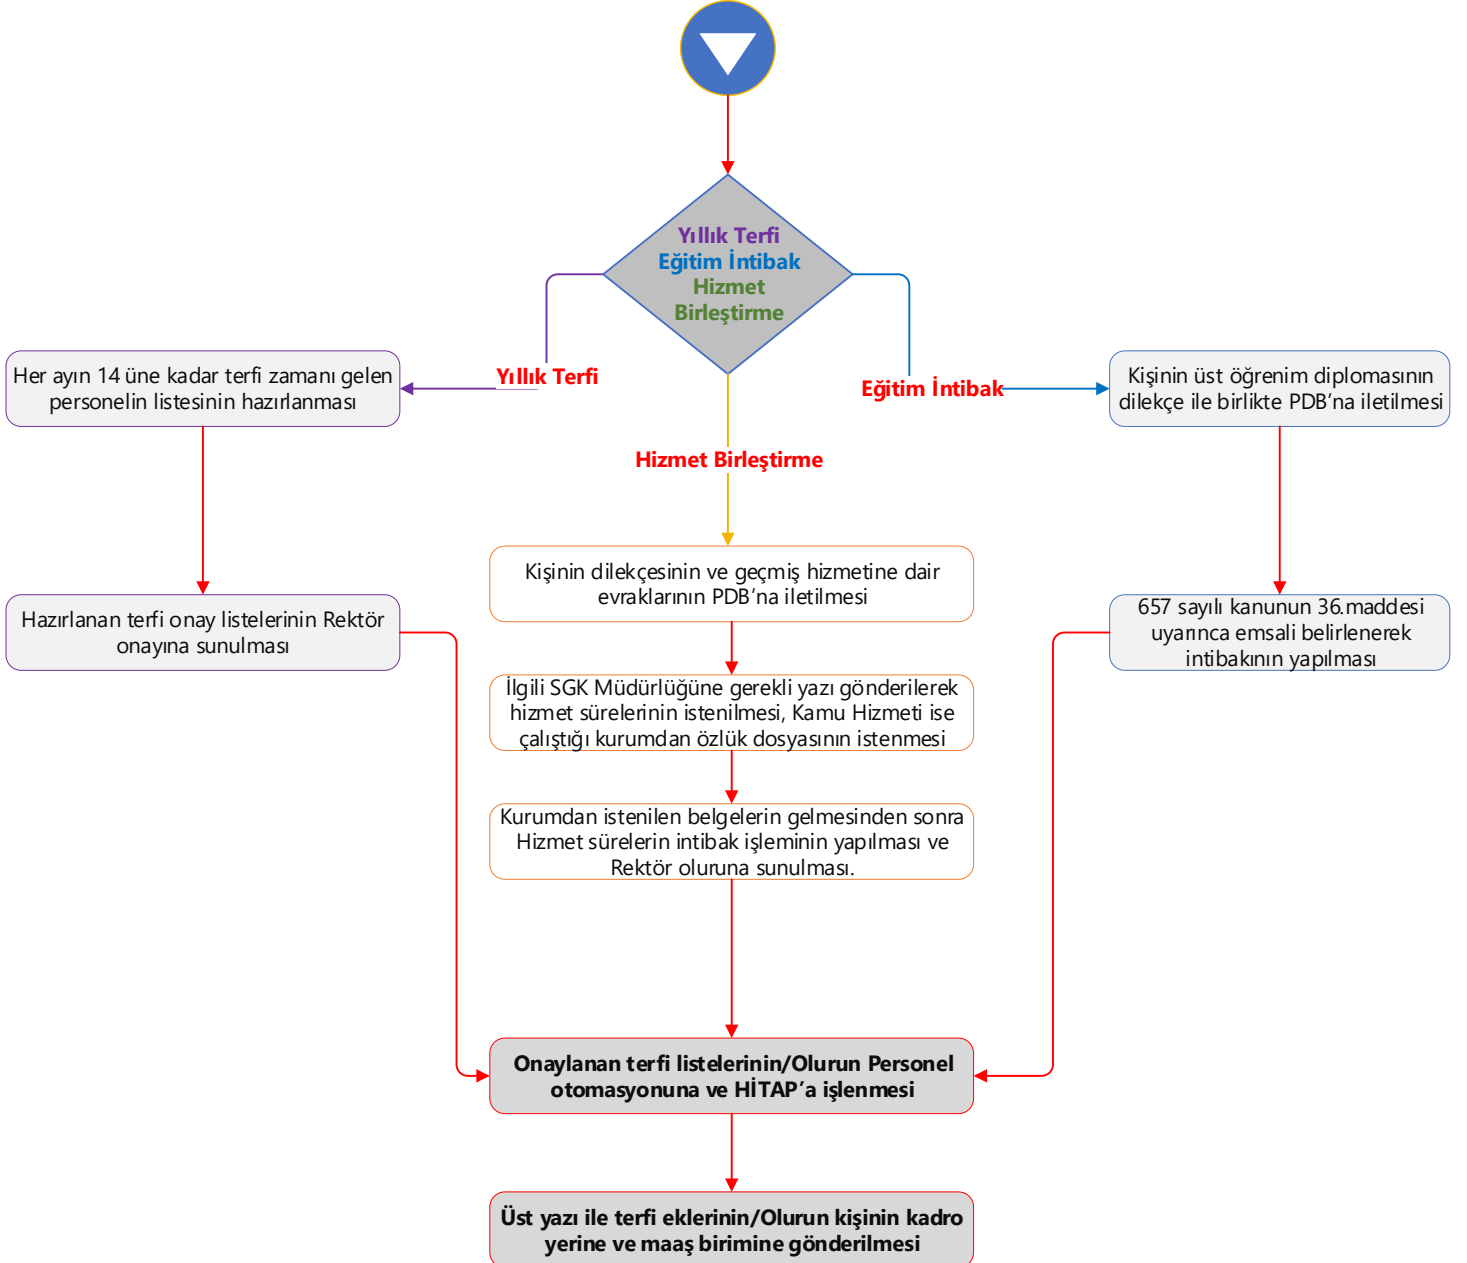 Yıllık Terfi
Eğitim İntibak
Hizmet
Birleştirme
Yıllık Terfi
Eğitim İntibak
Hizmet Birleştirme
Her ayın 14 üne kadar terfi zamanı gelen
personelin listesinin hazırlanması
Hazırlanan terfi onay listelerinin Rektör
onayına sunulması
Kişinin dilekçesinin ve geçmiş hizmetine dair
evraklarının PDB’na iletilmesi
İlgili SGK Müdürlüğüne gerekli yazı gönderilerek
hizmet sürelerinin istenilmesi, Kamu Hizmeti ise
çalıştığı kurumdan özlük dosyasının istenmesi
Kurumdan istenilen belgelerin gelmesinden sonra
Hizmet sürelerin intibak işleminin yapılması ve
Rektör oluruna sunulması.
Kişinin üst öğrenim diplomasının
dilekçe ile birlikte PDB’na iletilmesi
657 sayılı kanunun 36.maddesi
uyarınca emsali belirlenerek
intibakının yapılması
Onaylanan terfi listelerinin/Olurun Personel
otomasyonuna ve HİTAP’a işlenmesi
Üst yazı ile terfi eklerinin/Olurun kişinin kadro
yerine ve maaş birimine gönderilmesi